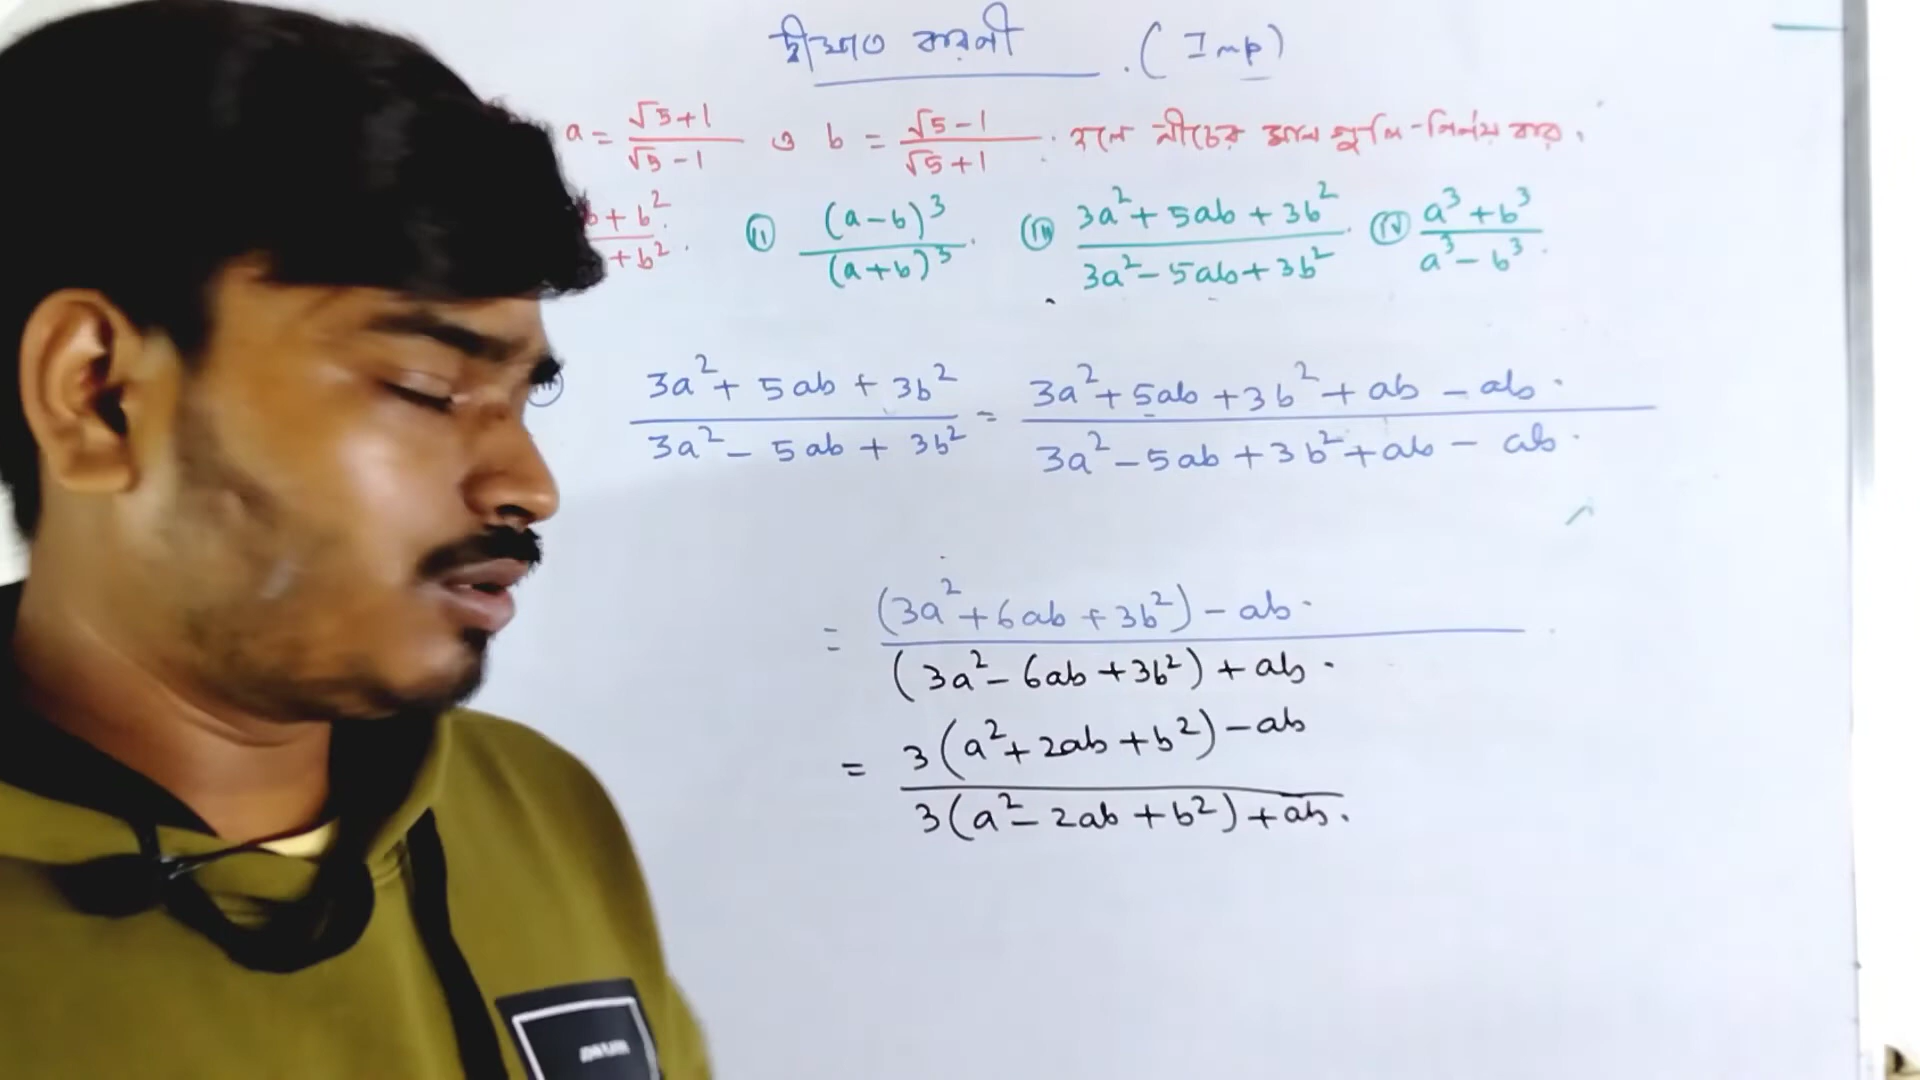 দ্বীঘাত করণী . (Imp)
a = √5+1/√5-1 ও b = √5-1/√5+1 . হলে নীচের মান গুলি - নির্ণয় কর .
b + b²/+ b² . (ii) (a-b)³/(a+b)³ . (iii) 3a² + 5ab + 3b²/3a² - 5ab + 3b² . (iv) a³ + b³/a³ - b³ .
3a² + 5ab + 3b²/3a² - 5ab + 3b² = 3a² + 5ab + 3b² + ab - ab ./3a² - 5ab + 3b² + ab - ab .
= (3a² + 6ab + 3b²) - ab ./(3a² - 6ab + 3b²) + ab .
= 3(a² + 2ab + b²) - ab/3(a² - 2ab + b²) + ab .